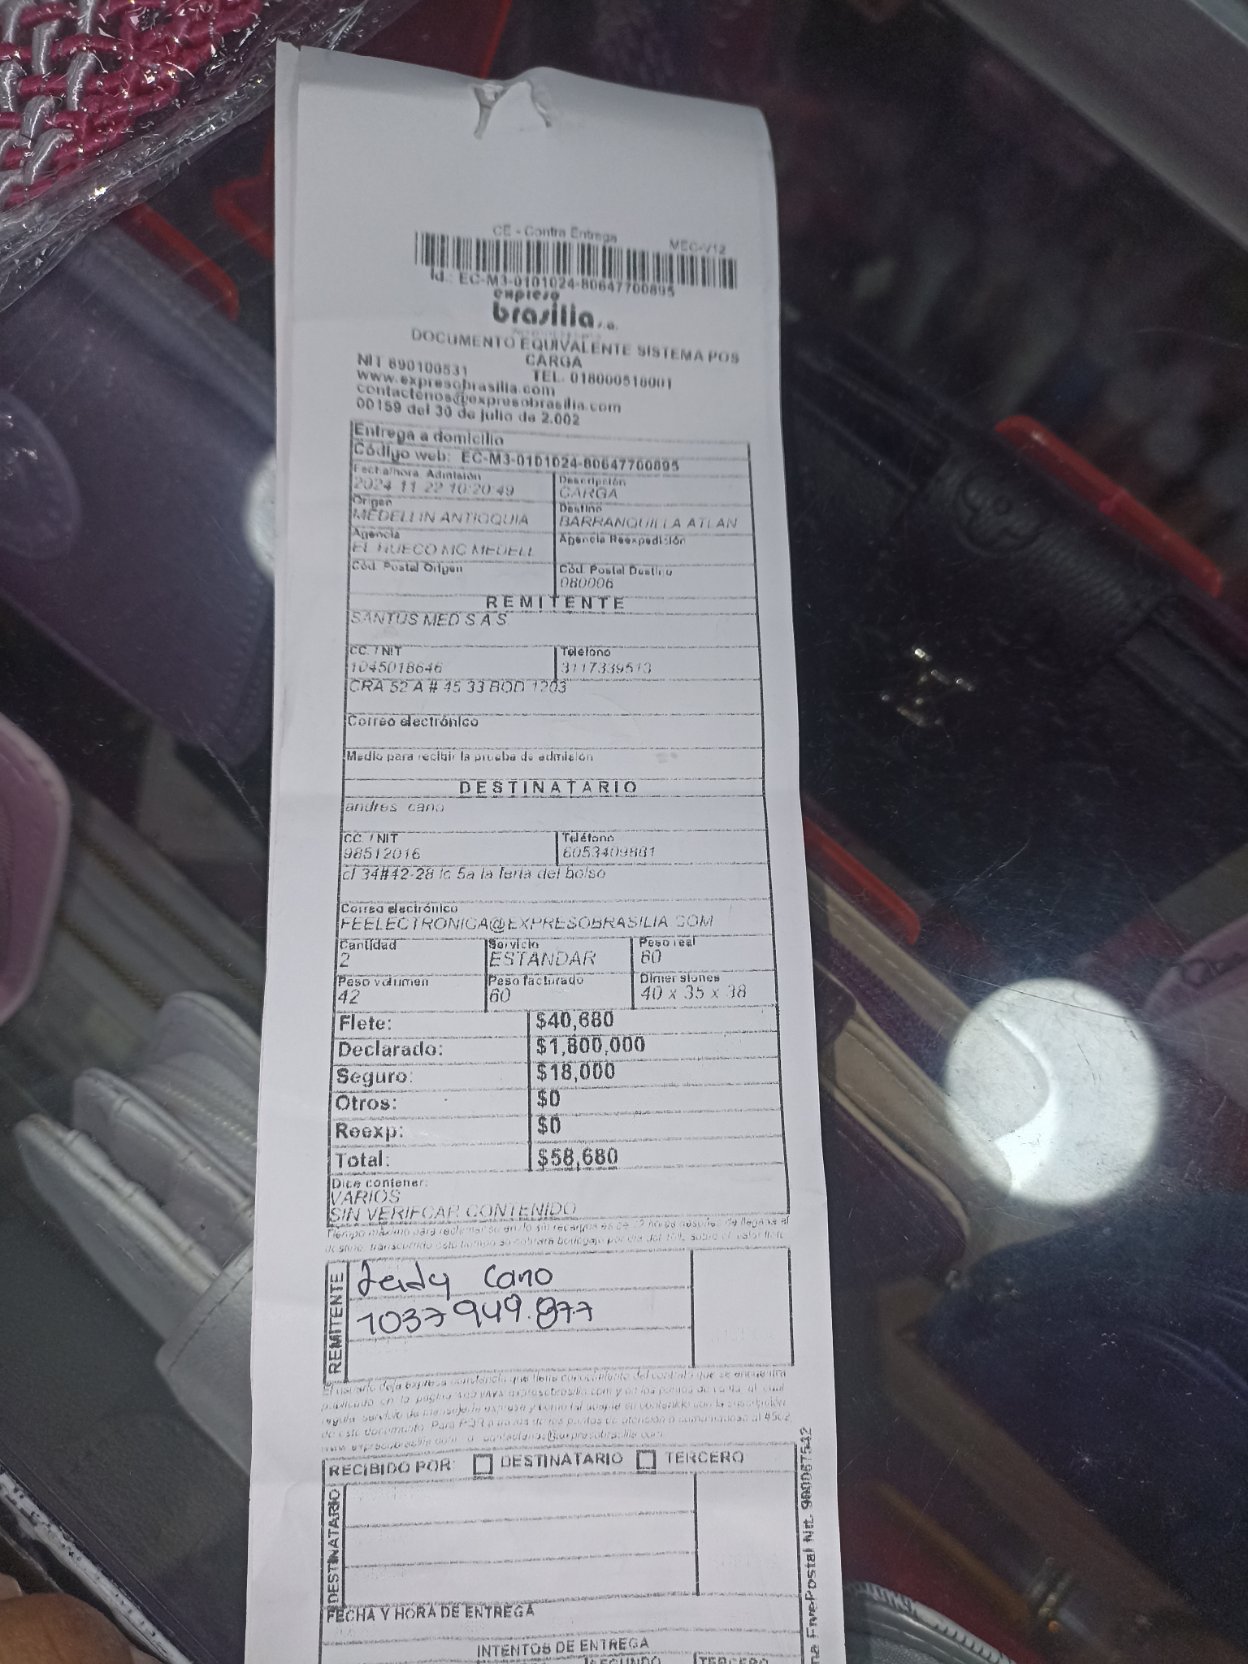 CE - Contra Entrega MEC-V12
Id.: EC-M3-0101024-80647700895
expreso
brasilia s.a.
DOCUMENTO EQUIVALENTE SISTEMA POS
CARGA
NIT 890100531 TEL. 018000518001
www.expresobrasilia.com
contactenos@expresobrasilia.com
00159 del 30 de julio de 2.002
Entrega a domicilio
Código web: EC-M3-0101024-80647700895
Fecha/hora Admisión Descripción
2024 11 22 10:20:49 CARGA
Origen Destino
MEDELLIN ANTIOQUIA BARRANQUILLA ATLAN
Agencia Agencia Reexpedición
EL HUECO MC MEDELL
Cód. Postal Origen Cód. Postal Destino
080006
REMITENTE
SANTUS MED S A S
CC. / NIT Teléfono
1045018646 3117339513
CRA 52 A # 45 33 BOD 1203
Correo electrónico
Medio para recibir la prueba de admisión
DESTINATARIO
andres cano
CC. / NIT Teléfono
98512016 6053409881
cl 34#42-28 lc 5a la feria del bolso
Correo electrónico
FEELECTRONICA@EXPRESOBRASILIA.COM
Cantidad Servicio Peso real
2 ESTANDAR 60
Peso volumen Peso facturado Dimensiones
42 60 40 x 35 x 38
Flete: $40,680
Declarado: $1,800,000
Seguro: $18,000
Otros: $0
Reexp: $0
Total: $58,680
Dice contener:
VARIOS
SIN VERIFCAR CONTENIDO
REMITENTE
Leidy Cano
1037949.877
RECIBIDO POR: DESTINATARIO TERCERO
DESTINATARIO
FECHA Y HORA DE ENTREGA
INTENTOS DE ENTREGA
SEGUNDO TERCERO
FivePostal Nit. 900067542